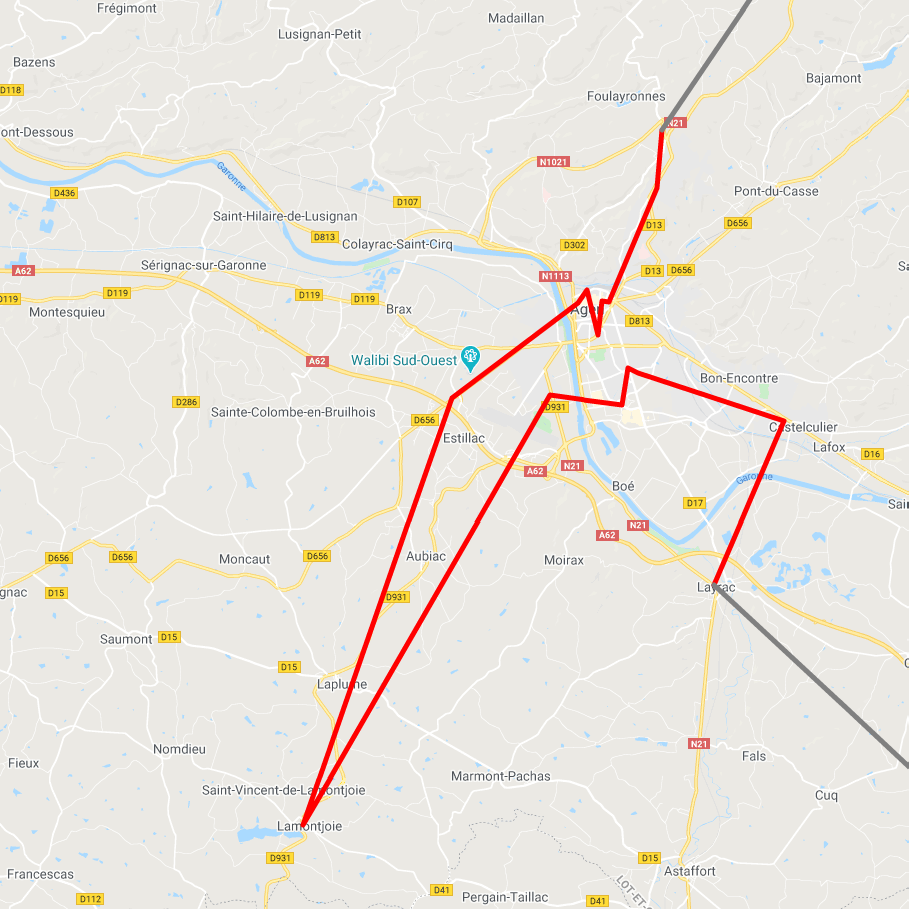 Frégimont
Madaillan
Lusignan-Petit
Bazens
Bajamont
D118
Foulayronnes
N21
ont-Dessous
N1021
Garonne
D436
Pont-du-Casse
D107
Saint-Hilaire-de-Lusignan
D656
D13
D813
Colayrac-Saint-Cirq
D302
Sérignac-sur-Garonne
A62
N1113
D13
D656
D119
D119
D119
D119
Brax
Agen
Montesquieu
D813
Walibi Sud-Ouest
A62
Bon-Encontre
D286
Sainte-Colombe-en-Bruilhois
D931
D656
Castelculier
Estillac
Lafox
D16
A62
N21
Garonne
Boé
D17
Sain
N21
A62
D656
D656
D656
Moncaut
Aubiac
Moirax
Layrac
gnac
D15
D931
Saumont
D15
D15
Laplume
N21
Nomdieu
Fals
Fieux
Marmont-Pachas
Saint-Vincent-de-Lamontjoie
Cuq
Lamontjoie
D931
D15
Francescas
Astaffort
D41
D112
Pergain-Taillac
D41
LOT-ET-G